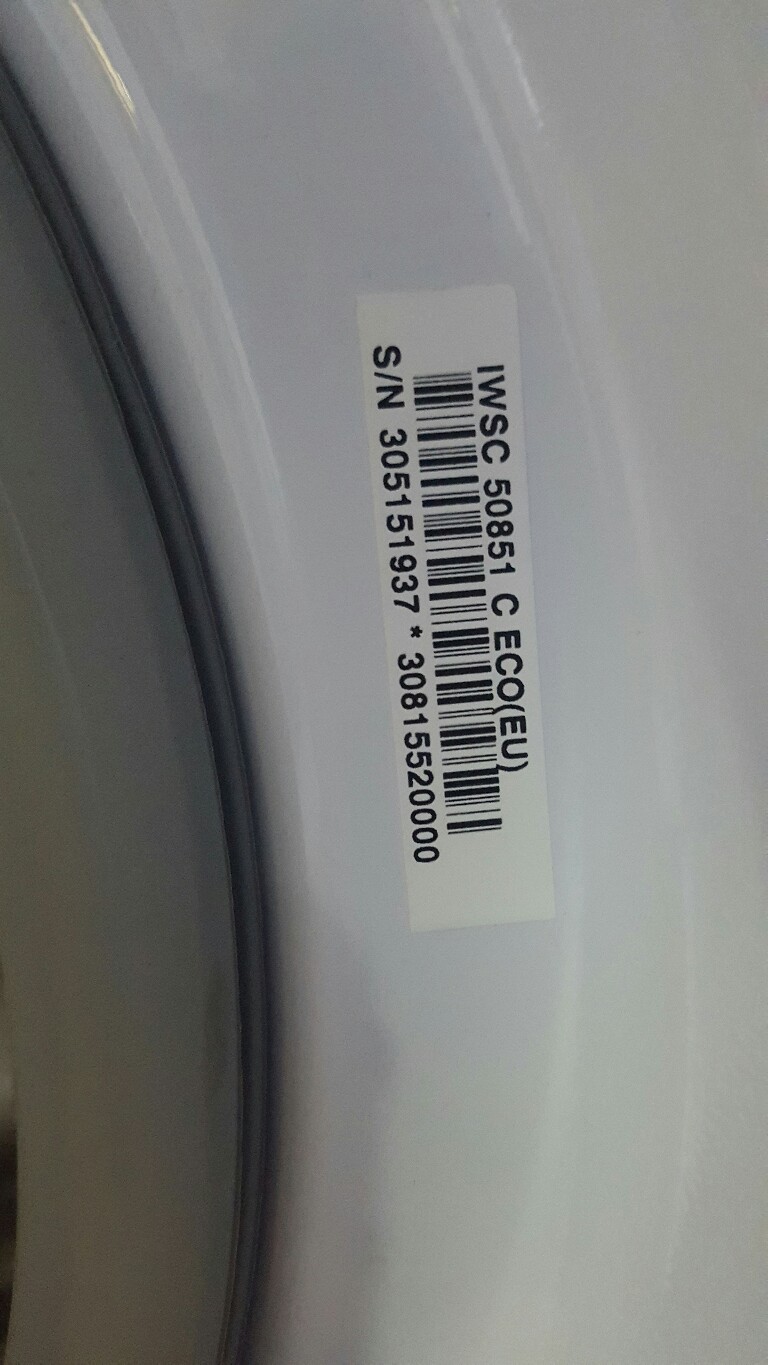 IWSC 50851 C ECO(EU)
S/N 305151937 * 30815520000